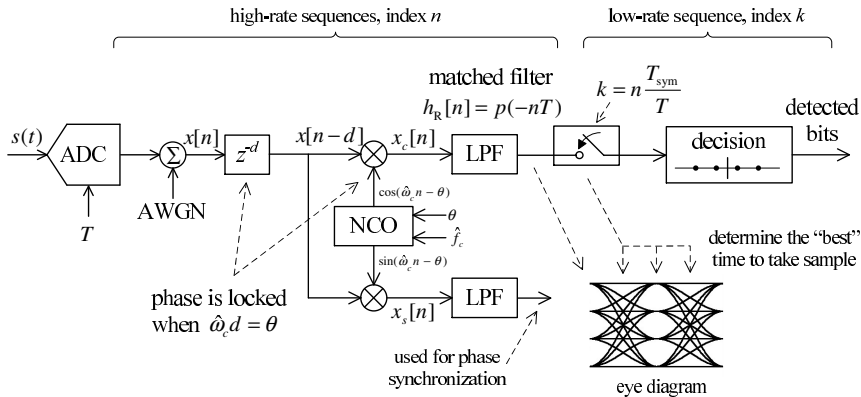 high-rate sequences, index n
low-rate sequence, index k
matched filter
h_R[n] = p(-nT)
k = n T_sym / T
detected
bits
s(t)
ADC
Σ
x[n]
z^-d
x[n-d]
x_c[n]
LPF
decision
T
AWGN
cos(ω̂_c n - θ)
NCO
θ
f̂_c
sin(ω̂_c n - θ)
phase is locked
when ω̂_c d = θ
x_s[n]
LPF
used for phase
synchronization
determine the “best”
time to take sample
eye diagram